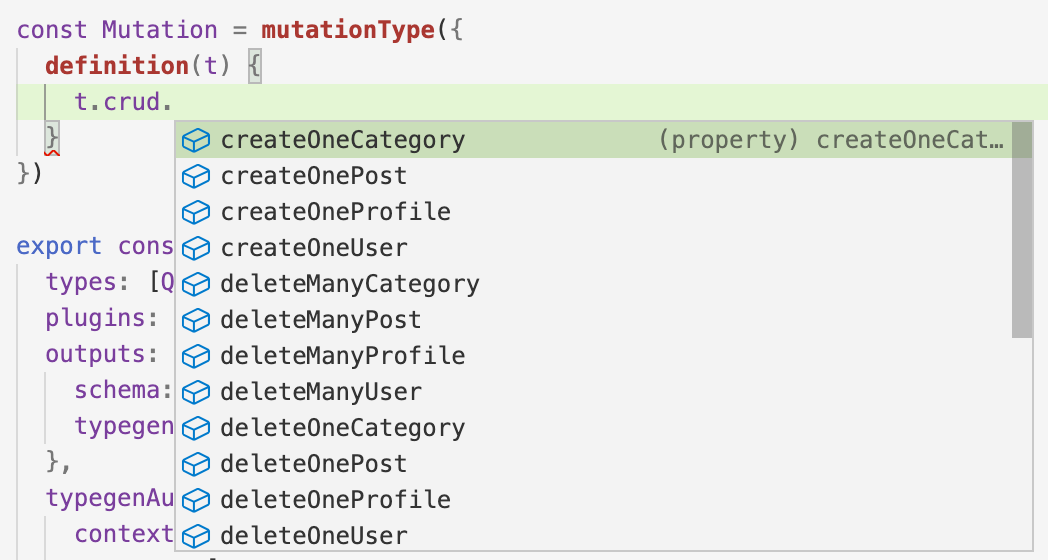 const Mutation = mutationType({
definition(t) {
t.crud.
}
createOneCategory (property) createOneCat…
})
createOnePost
createOneProfile
export cons
createOneUser
types: [Q
deleteManyCategory
plugins:
deleteManyPost
outputs:
deleteManyProfile
schema:
deleteManyUser
typegen
deleteOneCategory
},
deleteOnePost
typegenAu
deleteOneProfile
context
deleteOneUser